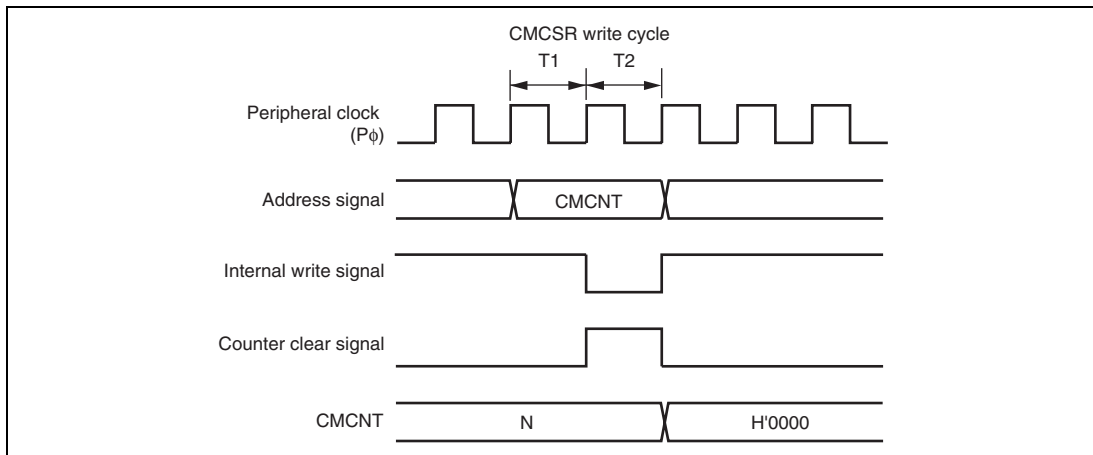 CMCSR write cycle
T1 T2
Peripheral clock
(Pϕ)
Address signal CMCNT
Internal write signal
Counter clear signal
CMCNT N H'0000